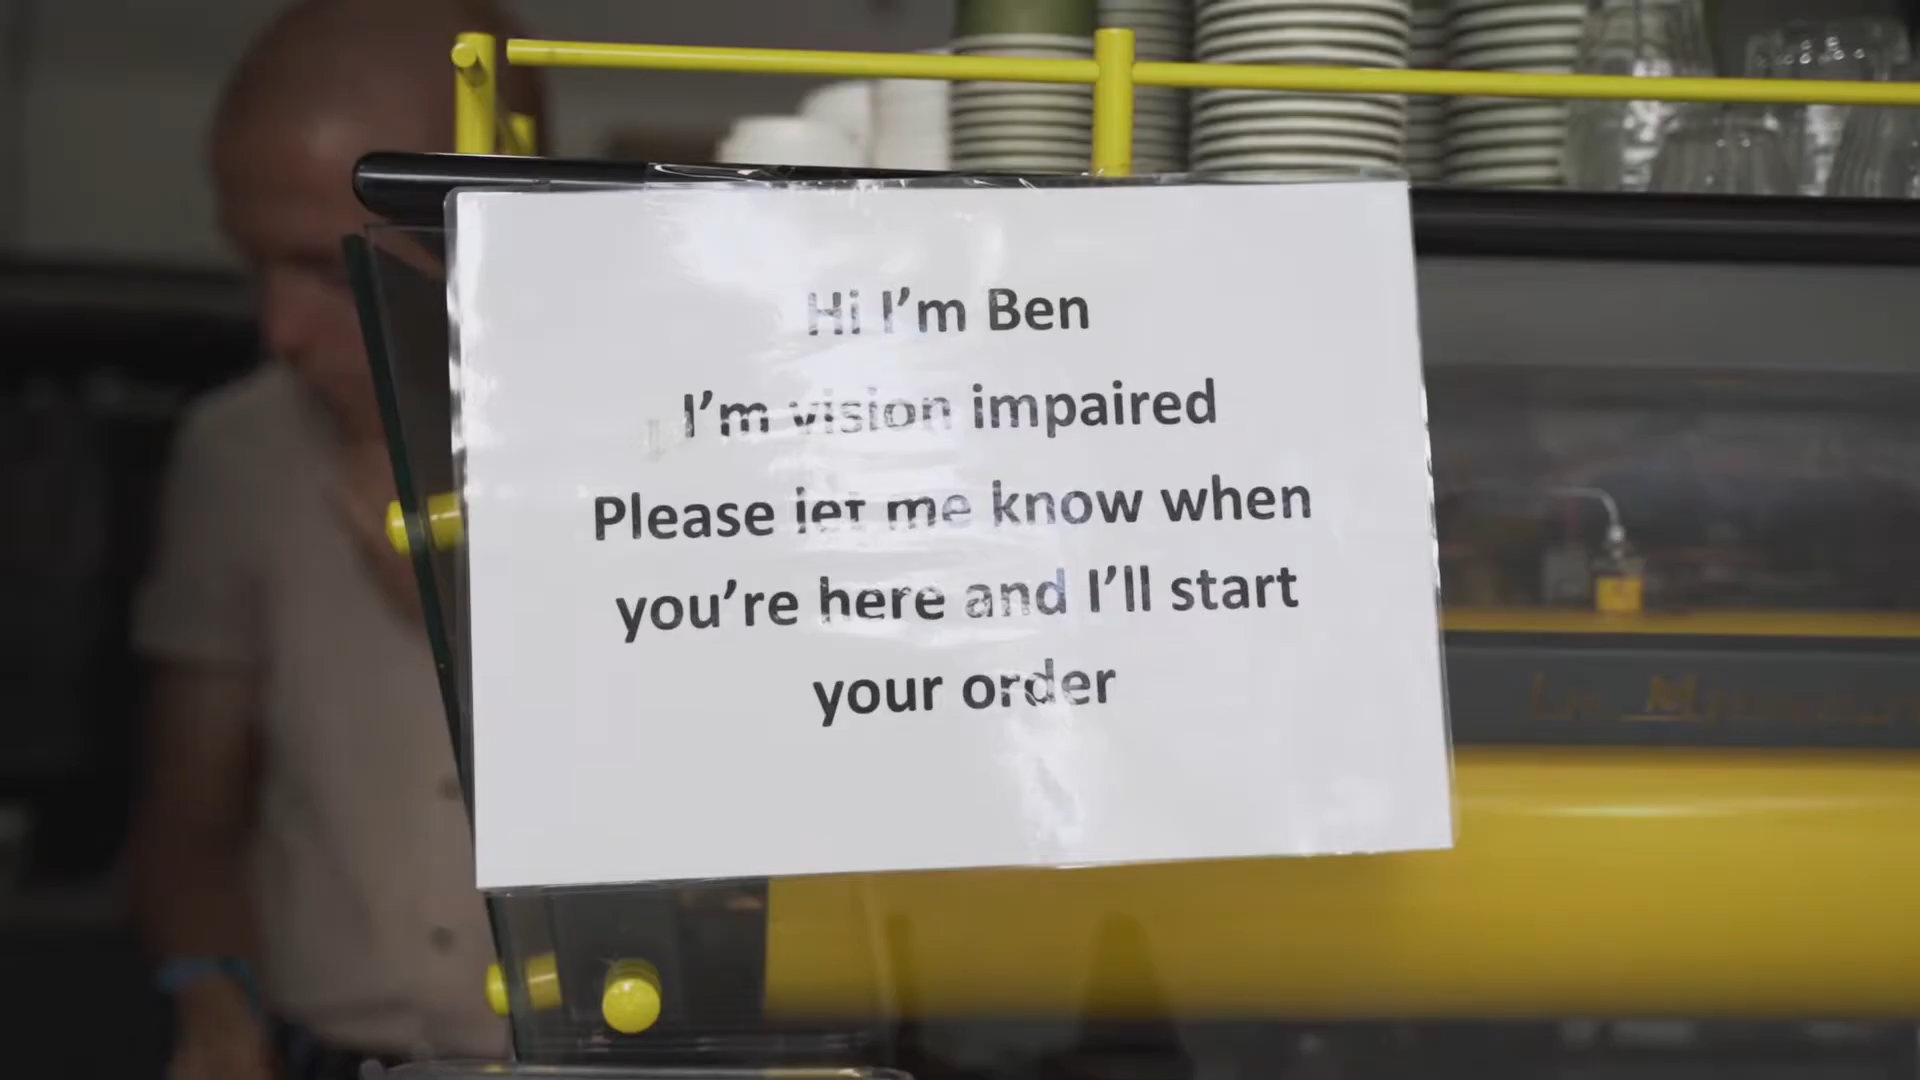 Hi I'm Ben
I'm vision impaired
Please let me know when
you're here and I'll start
your order